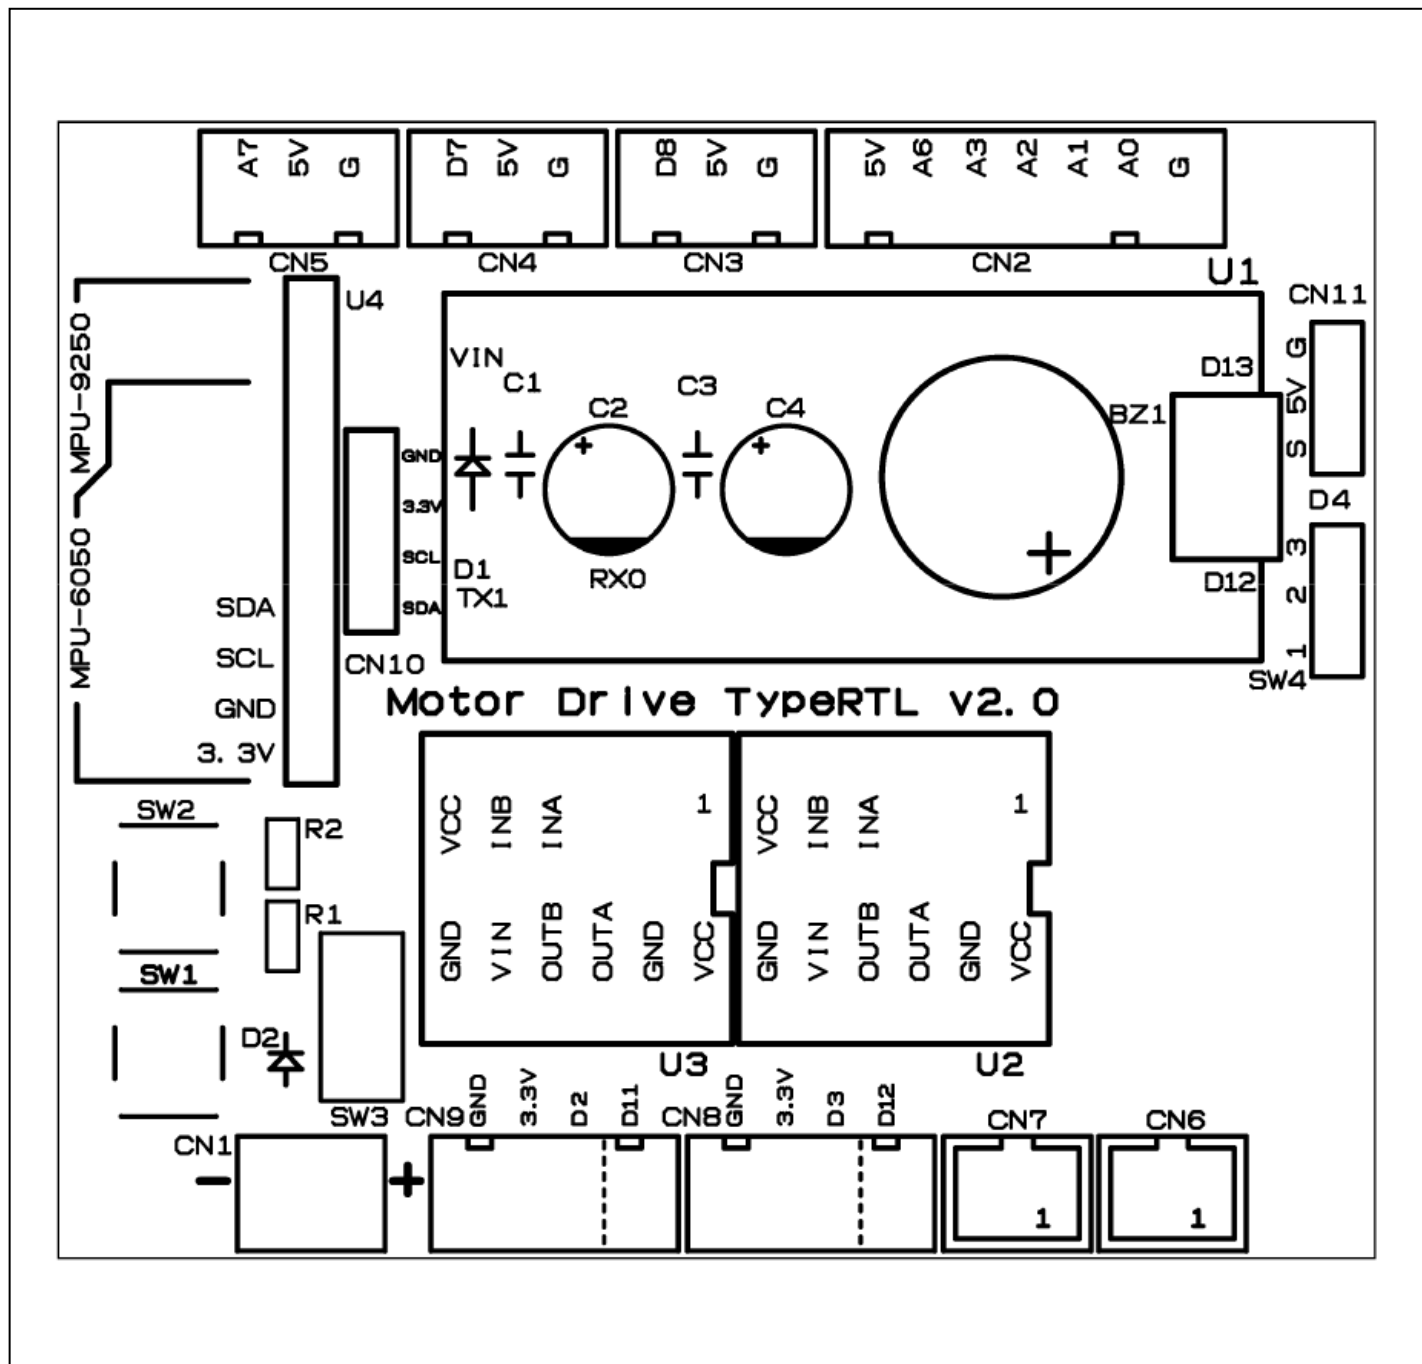 A7 5V G
D7 5V G
D8 5V G
5V A6 A3 A2 A1 A0 G
CN5
CN4
CN3
CN2
U1
CN11
U4
MPU-9250
MPU-6050
VIN
C1
C2
C3
C4
+
+
BZ1
+
D13
D12
G
5V
S
D4
3
2
1
SW4
GND
3.3V
SCL
SDA
D1
TX1
RX0
CN10
SDA
SCL
GND
3. 3V
Motor Drive TypeRTL v2. 0
SW2
R2
R1
SW1
D2
SW3
VCC INB INA 1
GND VIN OUTB OUTA GND VCC
U3
VCC INB INA 1
GND VIN OUTB OUTA GND VCC
U2
CN1
- +
CN9
GND 3.3V D2 D11
CN8
GND 3.3V D3 D12
CN7
1
CN6
1